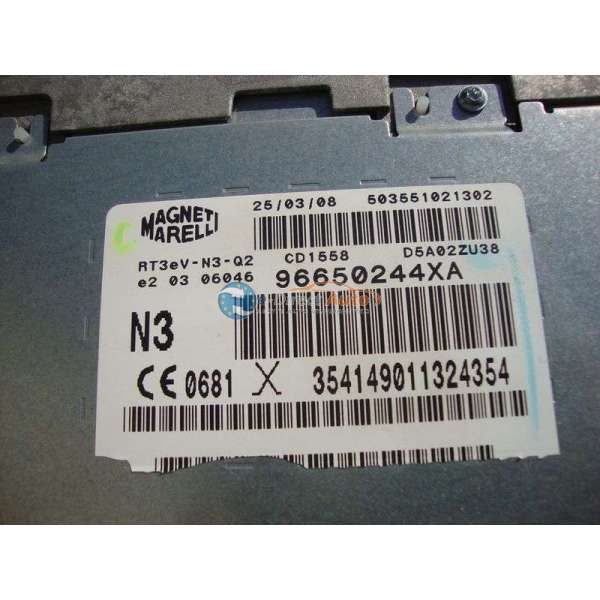 25/03/08 503551021302
MAGNETI
MARELLI
RT3eV-N3-Q2 CD1558 D5A02ZU38
e2 03 06046 96650244XA
N3
CE 0681 354149011324354